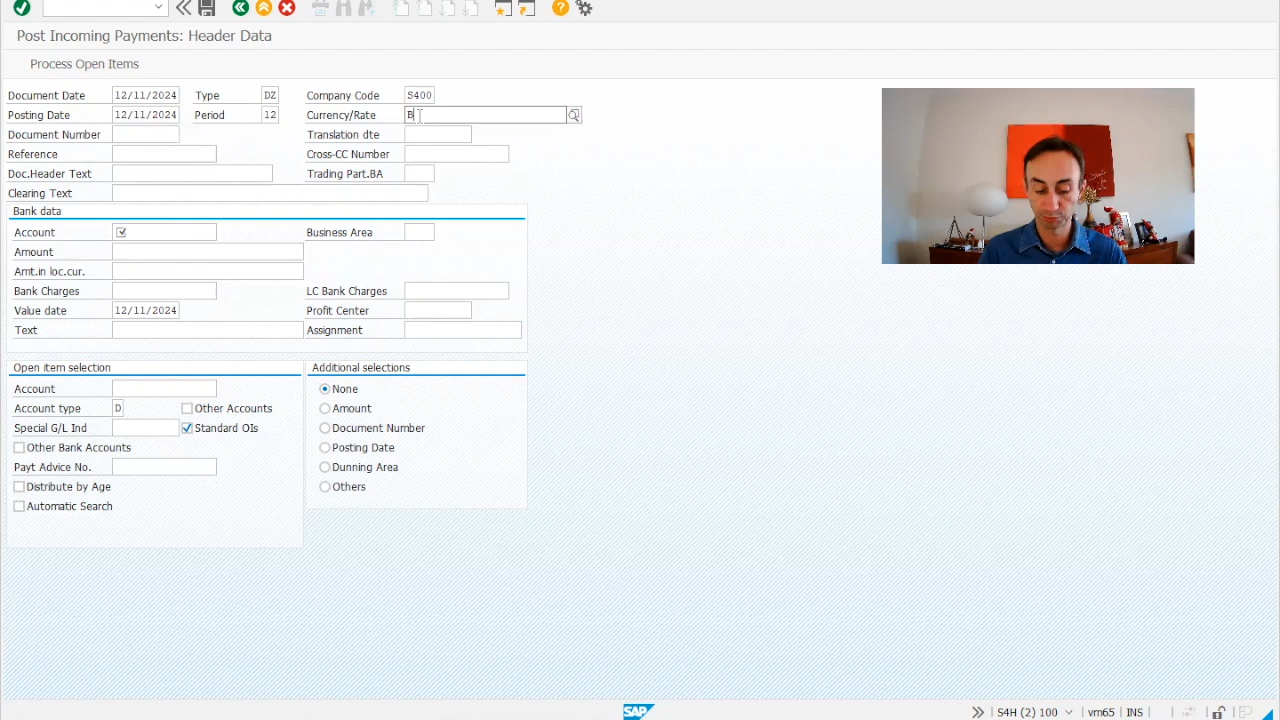 Post Incoming Payments: Header Data
Process Open Items
Document Date 12/11/2024 Type DZ Company Code S400
Posting Date 12/11/2024 Period 12 Currency/Rate B
Document Number Translation dte
Reference Cross-CC Number
Doc.Header Text Trading Part.BA
Clearing Text
Bank data
Account Business Area
Amount
Amt.in loc.cur.
Bank Charges LC Bank Charges
Value date 12/11/2024 Profit Center
Text Assignment
Open item selection Additional selections
Account None
Account type D Other Accounts Amount
Special G/L Ind Standard OIs Document Number
Other Bank Accounts Posting Date
Payt Advice No. Dunning Area
Distribute by Age Others
Automatic Search
SAP S4H (2) 100 vm65 INS